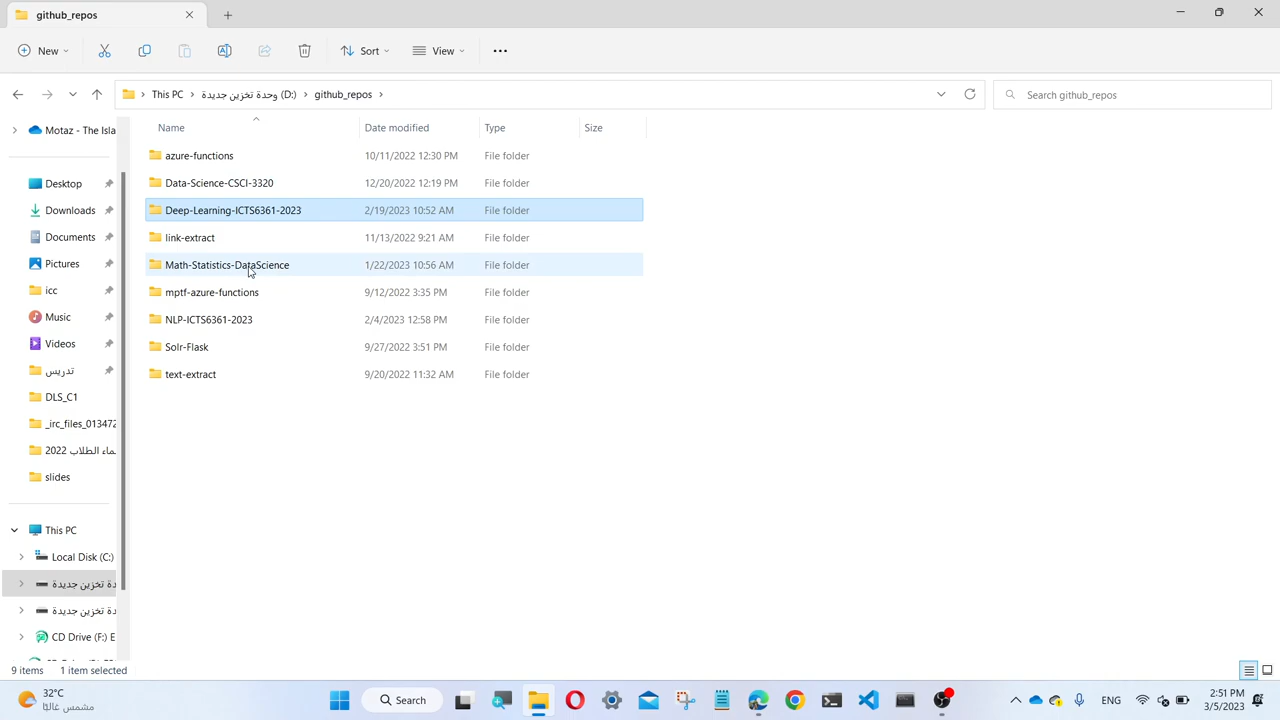 github_repos
New
Sort
View
This PC
وحدة تخزين جديدة (D:)
github_repos
Search github_repos
Motaz - The Isla
Desktop
Downloads
Documents
Pictures
icc
Music
Videos
تدريس
DLS_C1
_irc_files_013472
2022 ماء الطلاب
slides
This PC
Local Disk (C:)
دة تخزين جديدة
دة تخزين جديدة
CD Drive (F:) E
Name
Date modified
Type
Size
azure-functions 10/11/2022 12:30 PM File folder
Data-Science-CSCI-3320 12/20/2022 12:19 PM File folder
Deep-Learning-ICTS6361-2023 2/19/2023 10:52 AM File folder
link-extract 11/13/2022 9:21 AM File folder
Math-Statistics-DataScience 1/22/2023 10:56 AM File folder
mptf-azure-functions 9/12/2022 3:35 PM File folder
NLP-ICTS6361-2023 2/4/2023 12:58 PM File folder
Solr-Flask 9/27/2022 3:51 PM File folder
text-extract 9/20/2022 11:32 AM File folder
9 items 1 item selected
32°C
مشمس غالبًا
Search
ENG
2:51 PM
3/5/2023